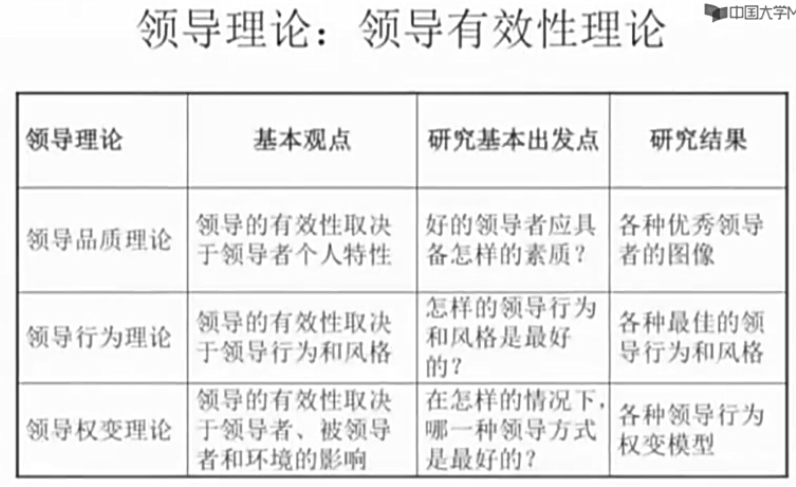 中国大学M
领导理论：领导有效性理论
领导理论
基本观点
研究基本出发点
研究结果
领导品质理论
领导的有效性取决
于领导者个人特性
好的领导者应具
备怎样的素质？
各种优秀领导
者的图像
领导行为理论
领导的有效性取决
于领导行为和风格
怎样的领导行为
和风格是最好
的？
各种最佳的领
导行为和风格
领导权变理论
领导的有效性取决
于领导者、被领导
者和环境的影响
在怎样的情况下，
哪一种领导方式
是最好的？
各种领导行为
权变模型